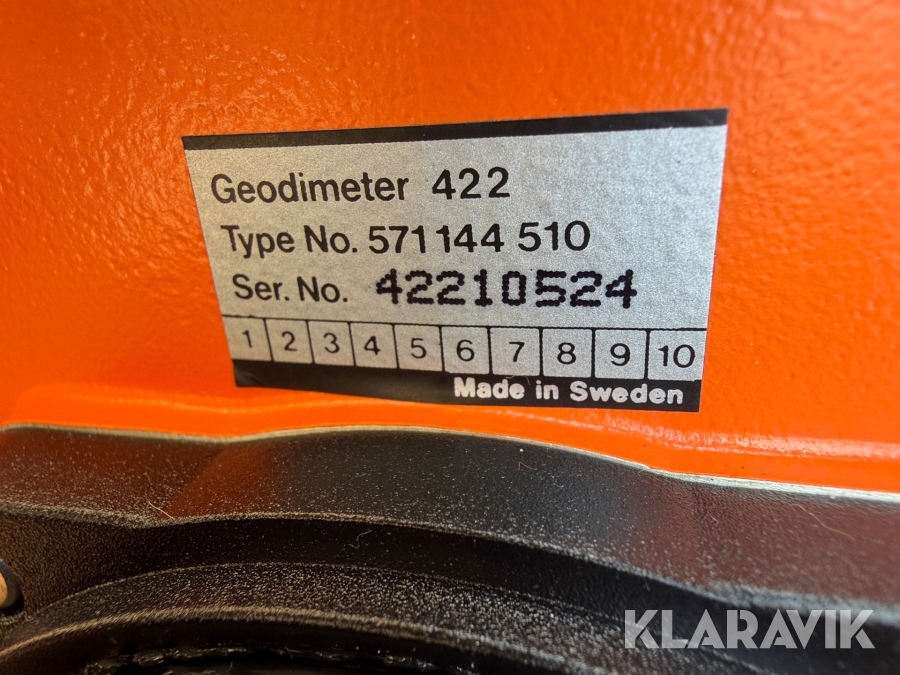 Geodimeter 422
Type No. 571 144 510
Ser. No. 42210524
1 2 3 4 5 6 7 8 9 10
Made in Sweden
KLARAVIK